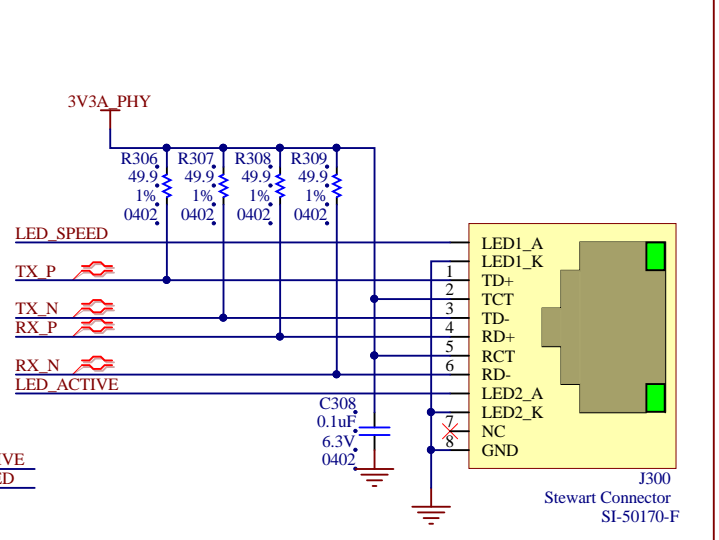 3V3A_PHY
R306 R307 R308 R309
49.9 49.9 49.9 49.9
1% 1% 1% 1%
0402 0402 0402 0402
LED_SPEED
LED1_A
LED1_K
TX_P
1 TD+
2 TCT
TX_N
3 TD-
RX_P
4 RD+
5 RCT
RX_N
6 RD-
LED_ACTIVE
LED2_A
C308
LED2_K
0.1uF
7 NC
6.3V
8 GND
0402
VE
ED
J300
Stewart Connector
SI-50170-F